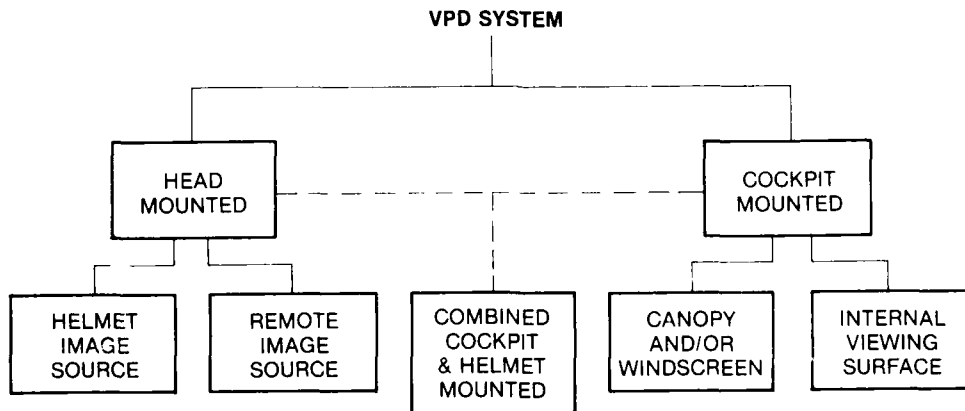 VPD SYSTEM
HEAD
MOUNTED
COCKPIT
MOUNTED
HELMET
IMAGE
SOURCE
REMOTE
IMAGE
SOURCE
COMBINED
COCKPIT
& HELMET
MOUNTED
CANOPY
AND/OR
WINDSCREEN
INTERNAL
VIEWING
SURFACE